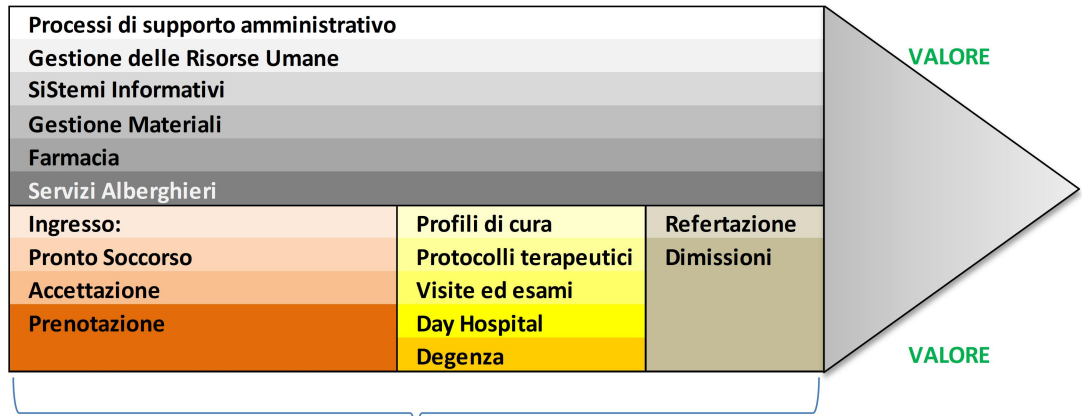 Processi di supporto amministrativo
Gestione delle Risorse Umane
SiStemi Informativi
Gestione Materiali
Farmacia
Servizi Alberghieri
VALORE
Ingresso:
Pronto Soccorso
Accettazione
Prenotazione
Profili di cura
Protocolli terapeutici
Visite ed esami
Day Hospital
Degenza
Refertazione
Dimissioni
VALORE